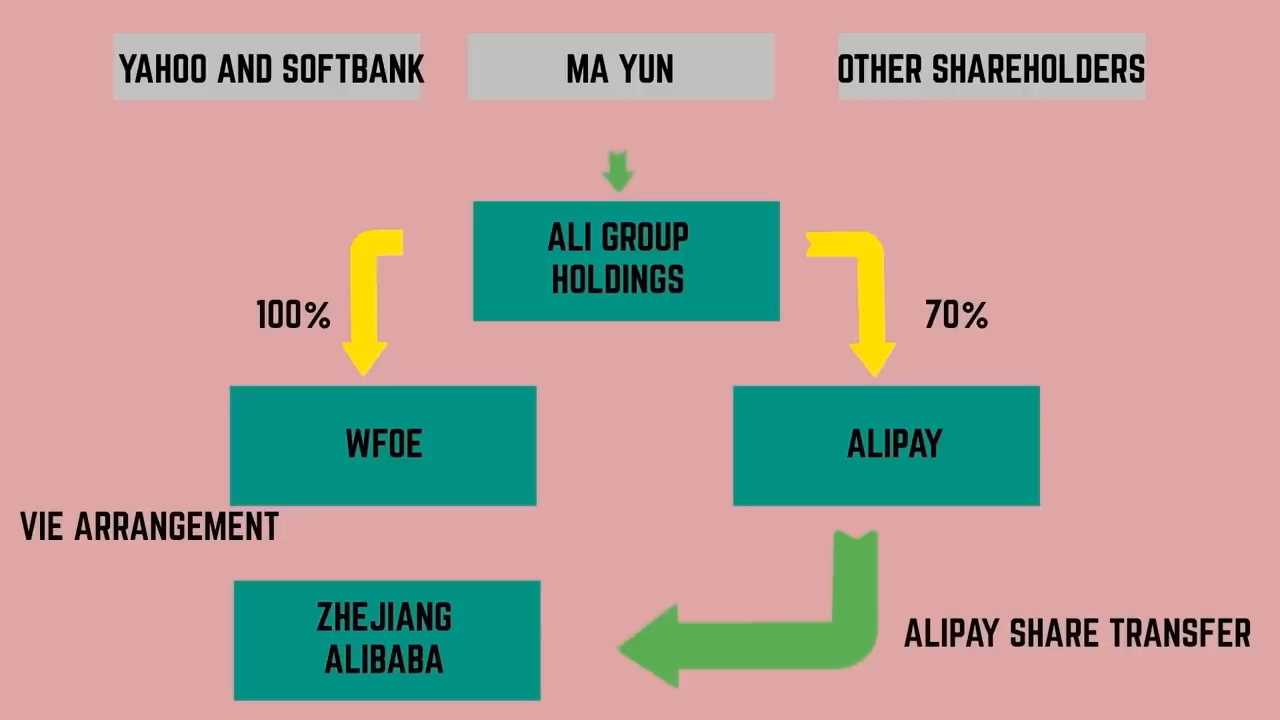 YAHOO AND SOFTBANK
MA YUN
OTHER SHAREHOLDERS
ALI GROUP
HOLDINGS
100%
70%
WFOE
ALIPAY
VIE ARRANGEMENT
ZHEJIANG
ALIBABA
ALIPAY SHARE TRANSFER